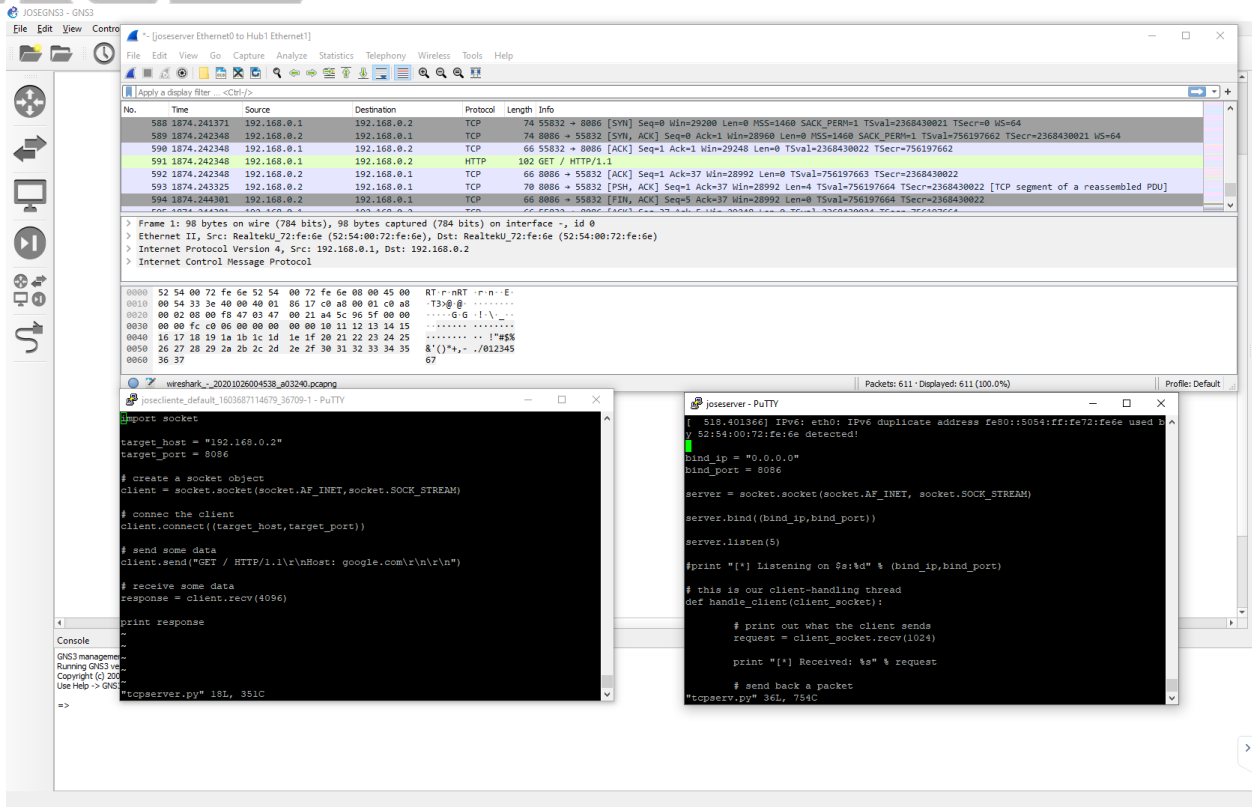 JOSEGNS3 - GNS3
File Edit View Contro
*- [joseserver Ethernet0 to Hub1 Ethernet1]
File Edit View Go Capture Analyze Statistics Telephony Wireless Tools Help
Apply a display filter ... <Ctrl-/>
No. Time Source Destination Protocol Length Info
588 1874.241371 192.168.0.1 192.168.0.2 TCP 74 55832 → 8086 [SYN] Seq=0 Win=29200 Len=0 MSS=1460 SACK_PERM=1 TSval=2368430021 TSecr=0 WS=64
589 1874.242348 192.168.0.2 192.168.0.1 TCP 74 8086 → 55832 [SYN, ACK] Seq=0 Ack=1 Win=28960 Len=0 MSS=1460 SACK_PERM=1 TSval=756197662 TSecr=2368430021 WS=64
590 1874.242348 192.168.0.1 192.168.0.2 TCP 66 55832 → 8086 [ACK] Seq=1 Ack=1 Win=29248 Len=0 TSval=2368430022 TSecr=756197662
591 1874.242348 192.168.0.1 192.168.0.2 HTTP 102 GET / HTTP/1.1
592 1874.242348 192.168.0.2 192.168.0.1 TCP 66 8086 → 55832 [ACK] Seq=1 Ack=37 Win=28992 Len=0 TSval=756197663 TSecr=2368430022
593 1874.243325 192.168.0.2 192.168.0.1 TCP 70 8086 → 55832 [PSH, ACK] Seq=1 Ack=37 Win=28992 Len=4 TSval=756197664 TSecr=2368430022 [TCP segment of a reassembled PDU]
594 1874.244301 192.168.0.2 192.168.0.1 TCP 66 8086 → 55832 [FIN, ACK] Seq=5 Ack=37 Win=28992 Len=0 TSval=756197664 TSecr=2368430022
> Frame 1: 98 bytes on wire (784 bits), 98 bytes captured (784 bits) on interface -, id 0
> Ethernet II, Src: RealtekU_72:fe:6e (52:54:00:72:fe:6e), Dst: RealtekU_72:fe:6e (52:54:00:72:fe:6e)
> Internet Protocol Version 4, Src: 192.168.0.1, Dst: 192.168.0.2
> Internet Control Message Protocol
0000 52 54 00 72 fe 6e 52 54 00 72 fe 6e 08 00 45 00 RT·r·nRT ·r·n··E·
0010 00 54 33 3e 40 00 40 01 86 17 c0 a8 00 01 c0 a8 ·T3>@·@· ········
0020 00 02 08 00 f8 47 03 47 00 21 a4 5c 96 5f 00 00 ·····G·G ·!·\·_··
0030 00 00 fc c0 06 00 00 00 00 00 10 11 12 13 14 15 ········ ········
0040 16 17 18 19 1a 1b 1c 1d 1e 1f 20 21 22 23 24 25 ········ ·· !"#$%
0050 26 27 28 29 2a 2b 2c 2d 2e 2f 30 31 32 33 34 35 &'()*+,- ./012345
0060 36 37 67
wireshark_-_20201026004538_a03240.pcapng Packets: 611 · Displayed: 611 (100.0%) Profile: Default
josecliente_default_1603687114679_36709-1 - PuTTY
import socket
target_host = "192.168.0.2"
target_port = 8086
# create a socket object
client = socket.socket(socket.AF_INET,socket.SOCK_STREAM)
# connec the client
client.connect((target_host,target_port))
# send some data
client.send("GET / HTTP/1.1\r\nHost: google.com\r\n\r\n")
# receive some data
response = client.recv(4096)
print response
~
~
~
~
~
"tcpserver.py" 18L, 351C
joseserver - PuTTY
[ 518.401366] IPv6: eth0: IPv6 duplicate address fe80::5054:ff:fe72:fe6e used b
y 52:54:00:72:fe:6e detected!
bind_ip = "0.0.0.0"
bind_port = 8086
server = socket.socket(socket.AF_INET, socket.SOCK_STREAM)
server.bind((bind_ip,bind_port))
server.listen(5)
#print "[*] Listening on $s:%d" % (bind_ip,bind_port)
# this is our client-handling thread
def handle_client(client_socket):
# print out what the client sends
request = client_socket.recv(1024)
print "[*] Received: %s" % request
# send back a packet
"tcpserv.py" 36L, 754C
Console
GNS3 manageme
Running GNS3 ve
Copyright (c) 200
Use Help -> GNS3
=>